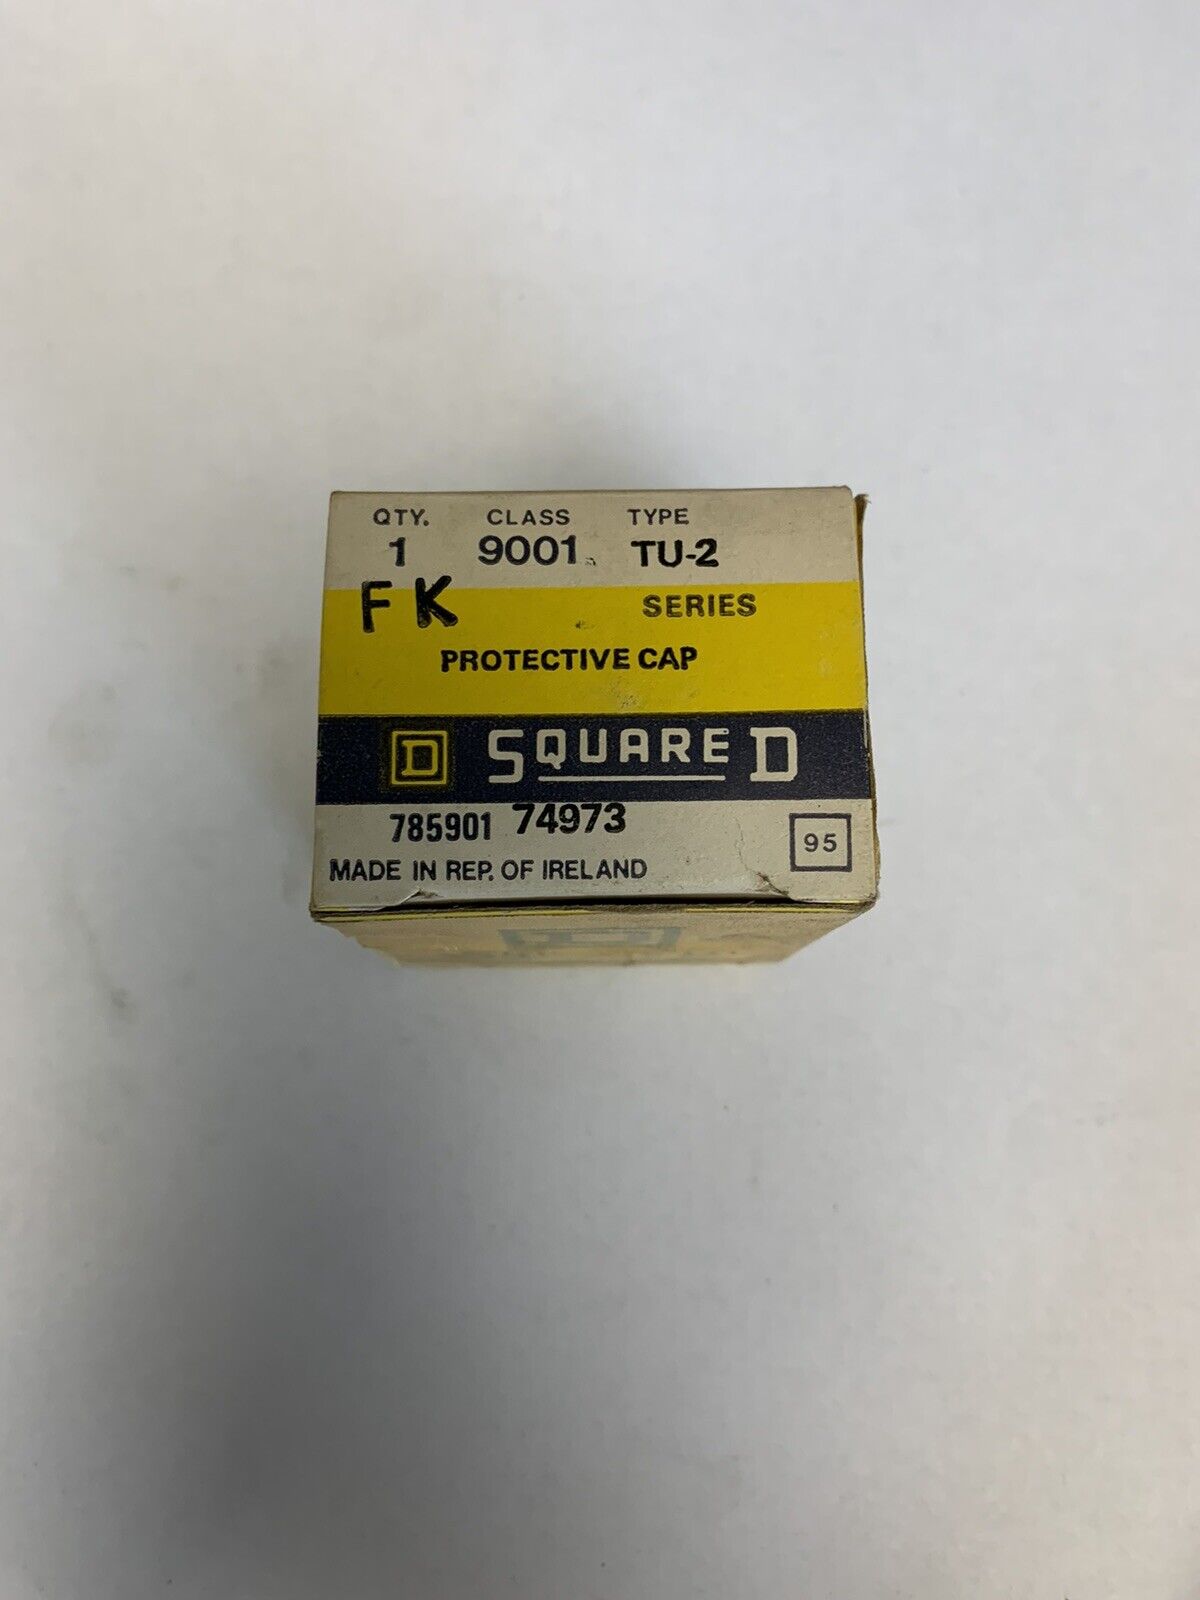 QTY. CLASS TYPE
1 9001 TU-2
FK SERIES
PROTECTIVE CAP
D SQUARE D
785901 74973
95
MADE IN REP. OF IRELAND